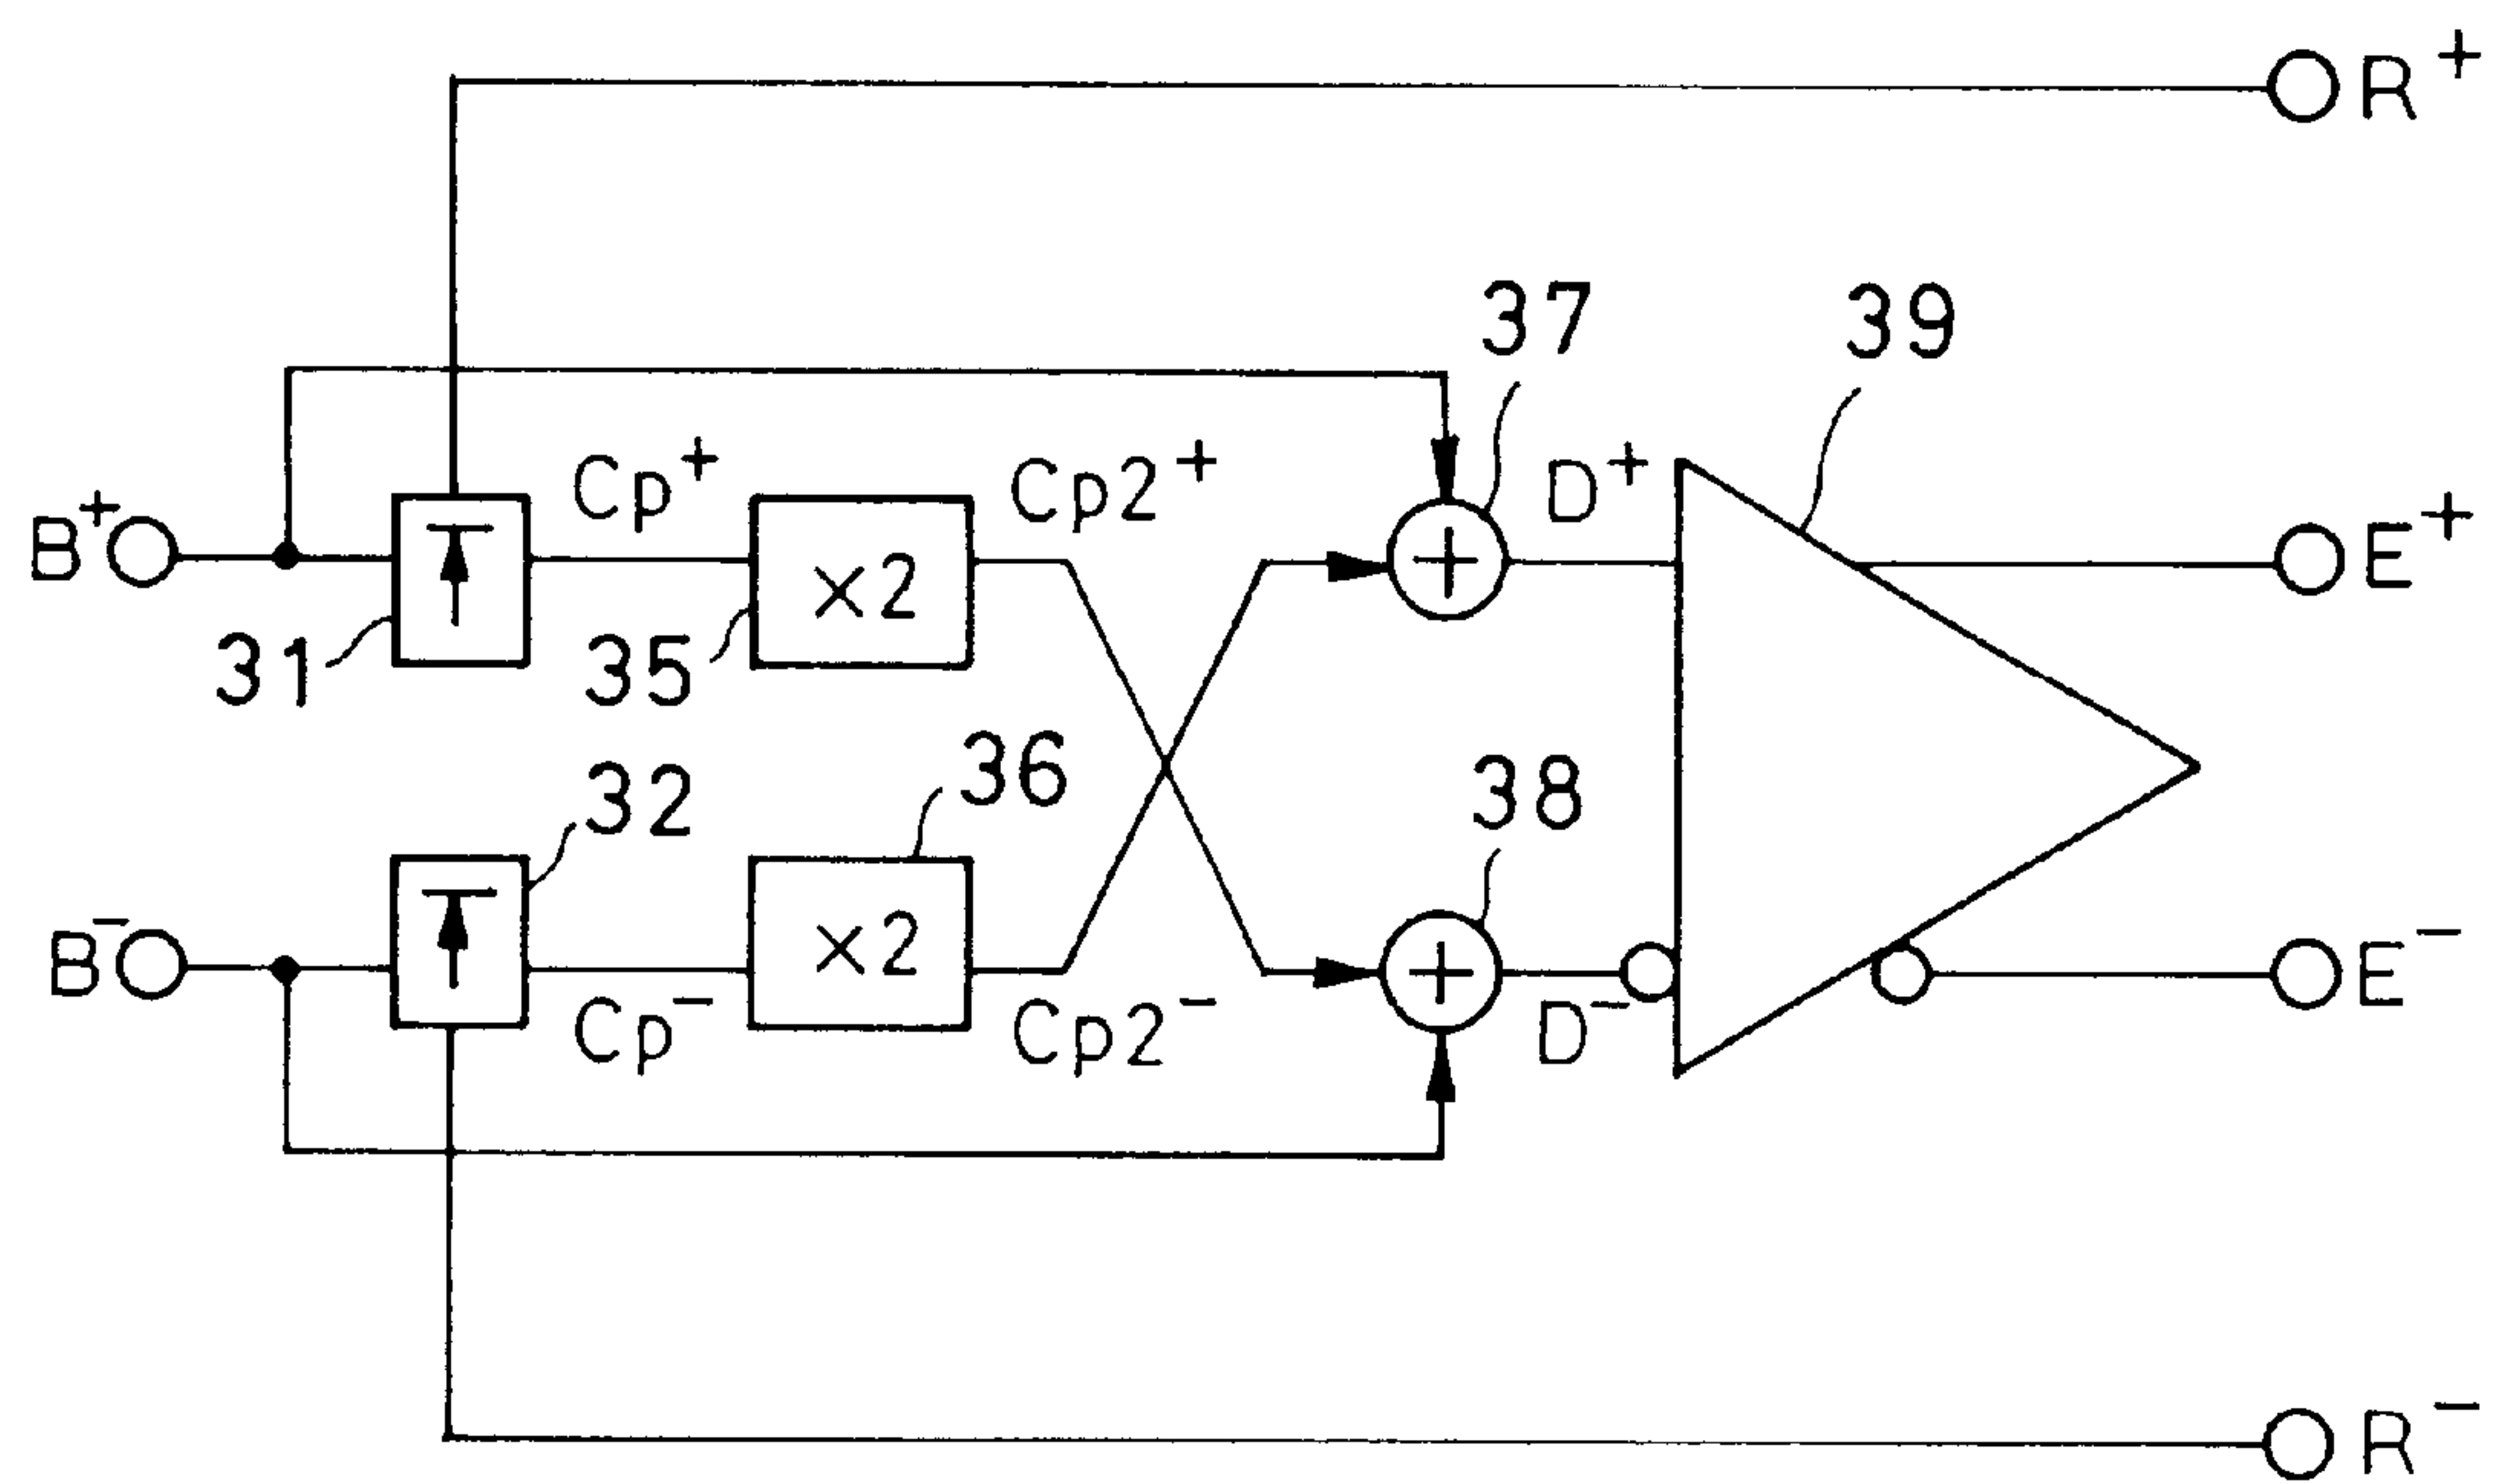 R+
37
39
Cp+
Cp2+
D+
B+
E+
×2
31
35
36
32
38
B−
×2
E−
Cp−
Cp2−
D−
R−